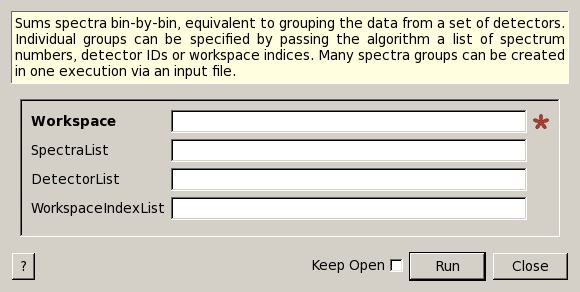 Sums spectra bin-by-bin, equivalent to grouping the data from a set of detectors.
Individual groups can be specified by passing the algorithm a list of spectrum
numbers, detector IDs or workspace indices. Many spectra groups can be created
in one execution via an input file.
Workspace
SpectraList
DetectorList
WorkspaceIndexList
? Keep Open Run Close